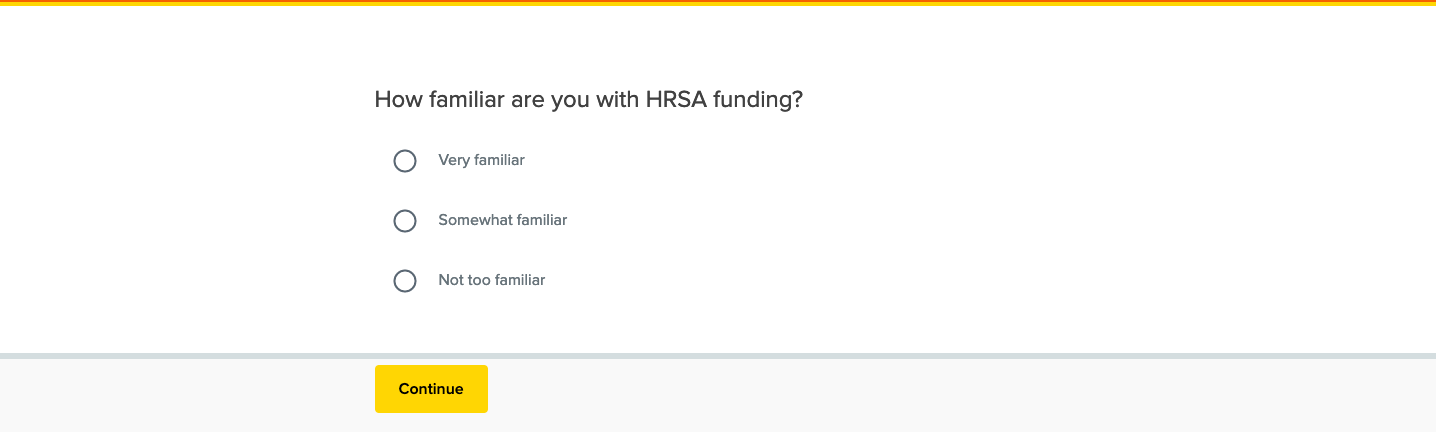 How familiar are you with HRSA funding?
Very familiar
Somewhat familiar
Not too familiar
Continue